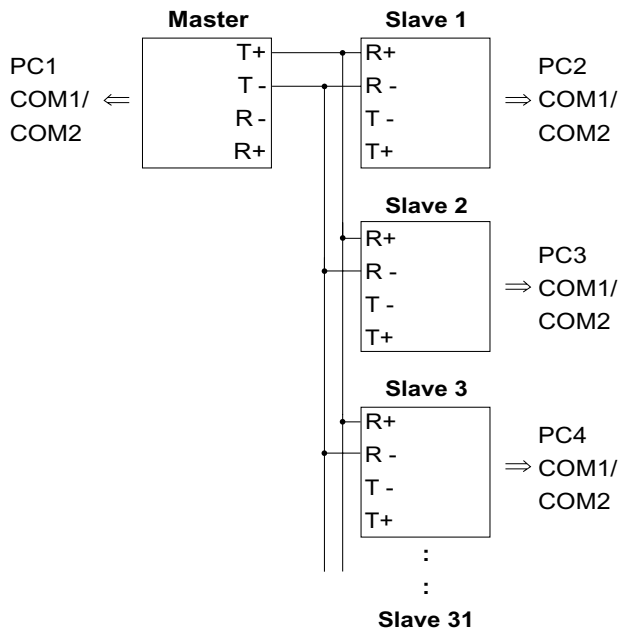 Master
PC1
COM1/
COM2
⇐
T+
T -
R -
R+
Slave 1
R+
R -
T -
T+
⇒
PC2
COM1/
COM2
Slave 2
R+
R -
T -
T+
⇒
PC3
COM1/
COM2
Slave 3
R+
R -
T -
T+
⇒
PC4
COM1/
COM2
:
:
Slave 31